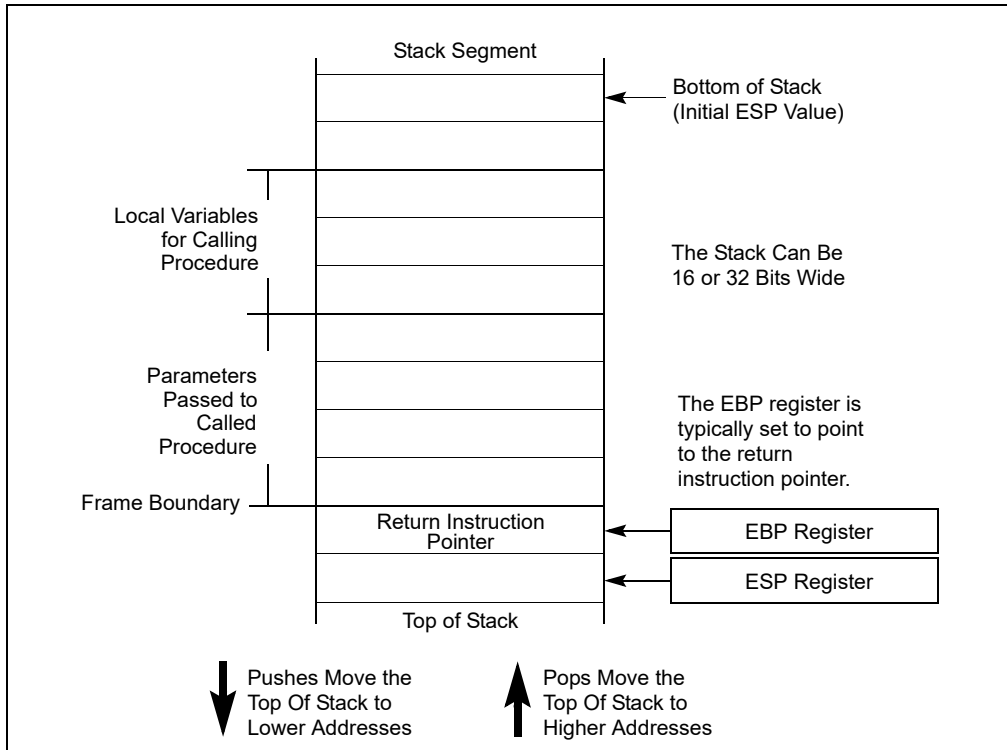 Stack Segment
Bottom of Stack
(Initial ESP Value)
Local Variables
for Calling
Procedure
The Stack Can Be
16 or 32 Bits Wide
Parameters
Passed to
Called
Procedure
The EBP register is
typically set to point
to the return
instruction pointer.
Frame Boundary
Return Instruction
Pointer
EBP Register
ESP Register
Top of Stack
Pushes Move the
Top Of Stack to
Lower Addresses
Pops Move the
Top Of Stack to
Higher Addresses